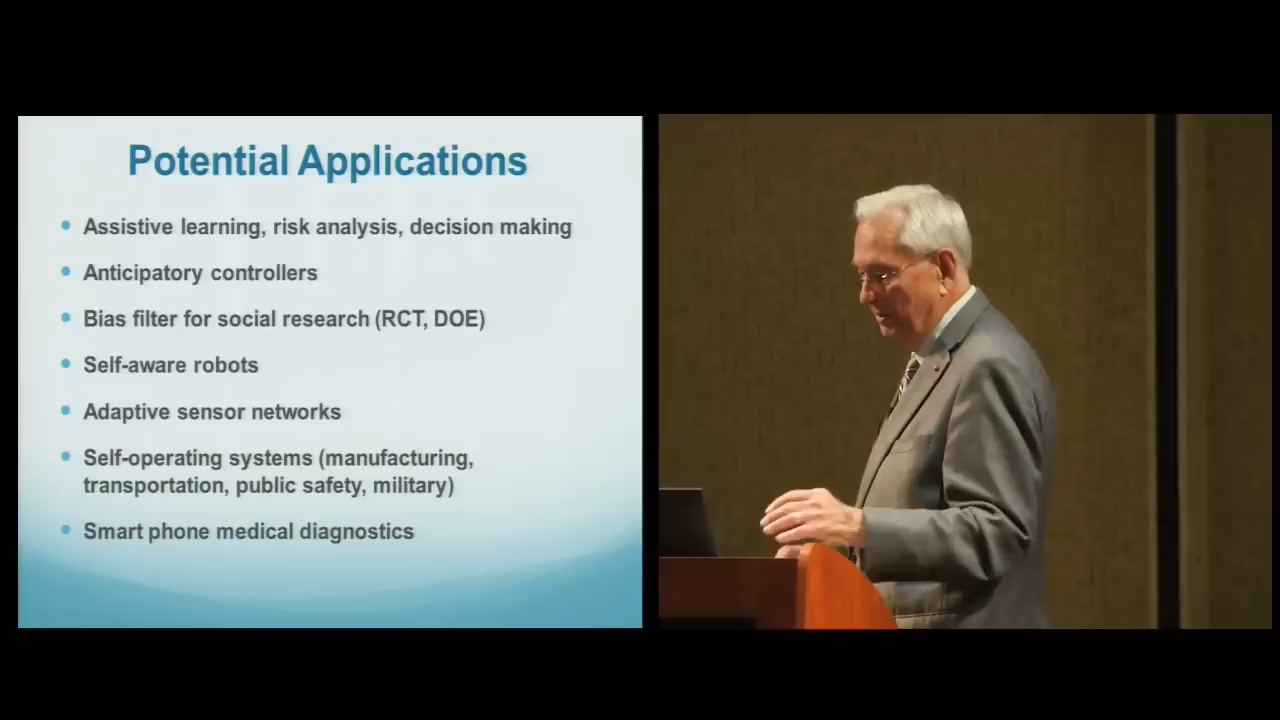 Potential Applications
Assistive learning, risk analysis, decision making
Anticipatory controllers
Bias filter for social research (RCT, DOE)
Self-aware robots
Adaptive sensor networks
Self-operating systems (manufacturing,
transportation, public safety, military)
Smart phone medical diagnostics